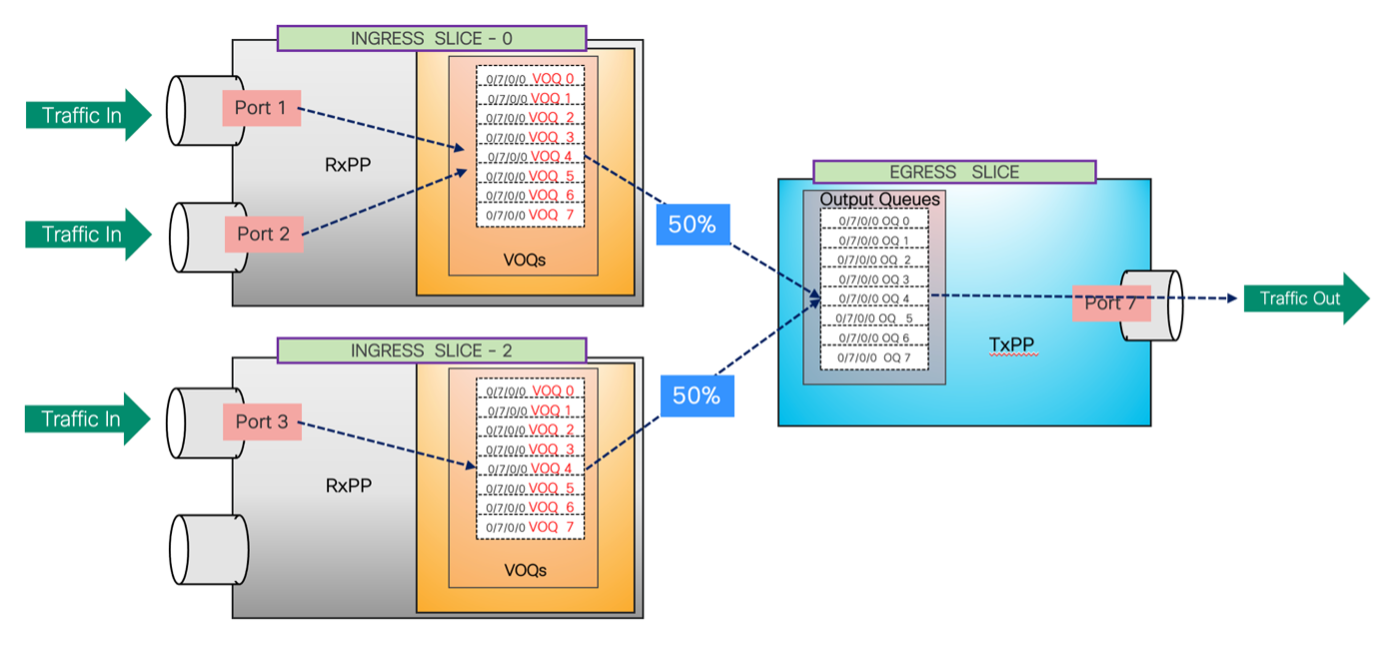 INGRESS SLICE - 0
Traffic In
Port 1
RxPP
Traffic In
Port 2
0/7/0/0 VOQ 0
0/7/0/0 VOQ 1
0/7/0/0 VOQ 2
0/7/0/0 VOQ 3
0/7/0/0 VOQ 4
0/7/0/0 VOQ 5
0/7/0/0 VOQ 6
0/7/0/0 VOQ 7
VOQs
50%
INGRESS SLICE - 2
Traffic In
Port 3
RxPP
0/7/0/0 VOQ 0
0/7/0/0 VOQ 1
0/7/0/0 VOQ 2
0/7/0/0 VOQ 3
0/7/0/0 VOQ 4
0/7/0/0 VOQ 5
0/7/0/0 VOQ 6
0/7/0/0 VOQ 7
VOQs
50%
EGRESS SLICE
Output Queues
0/7/0/0 OQ 0
0/7/0/0 OQ 1
0/7/0/0 OQ 2
0/7/0/0 OQ 3
0/7/0/0 OQ 4
0/7/0/0 OQ 5
0/7/0/0 OQ 6
0/7/0/0 OQ 7
TxPP
Port 7
Traffic Out